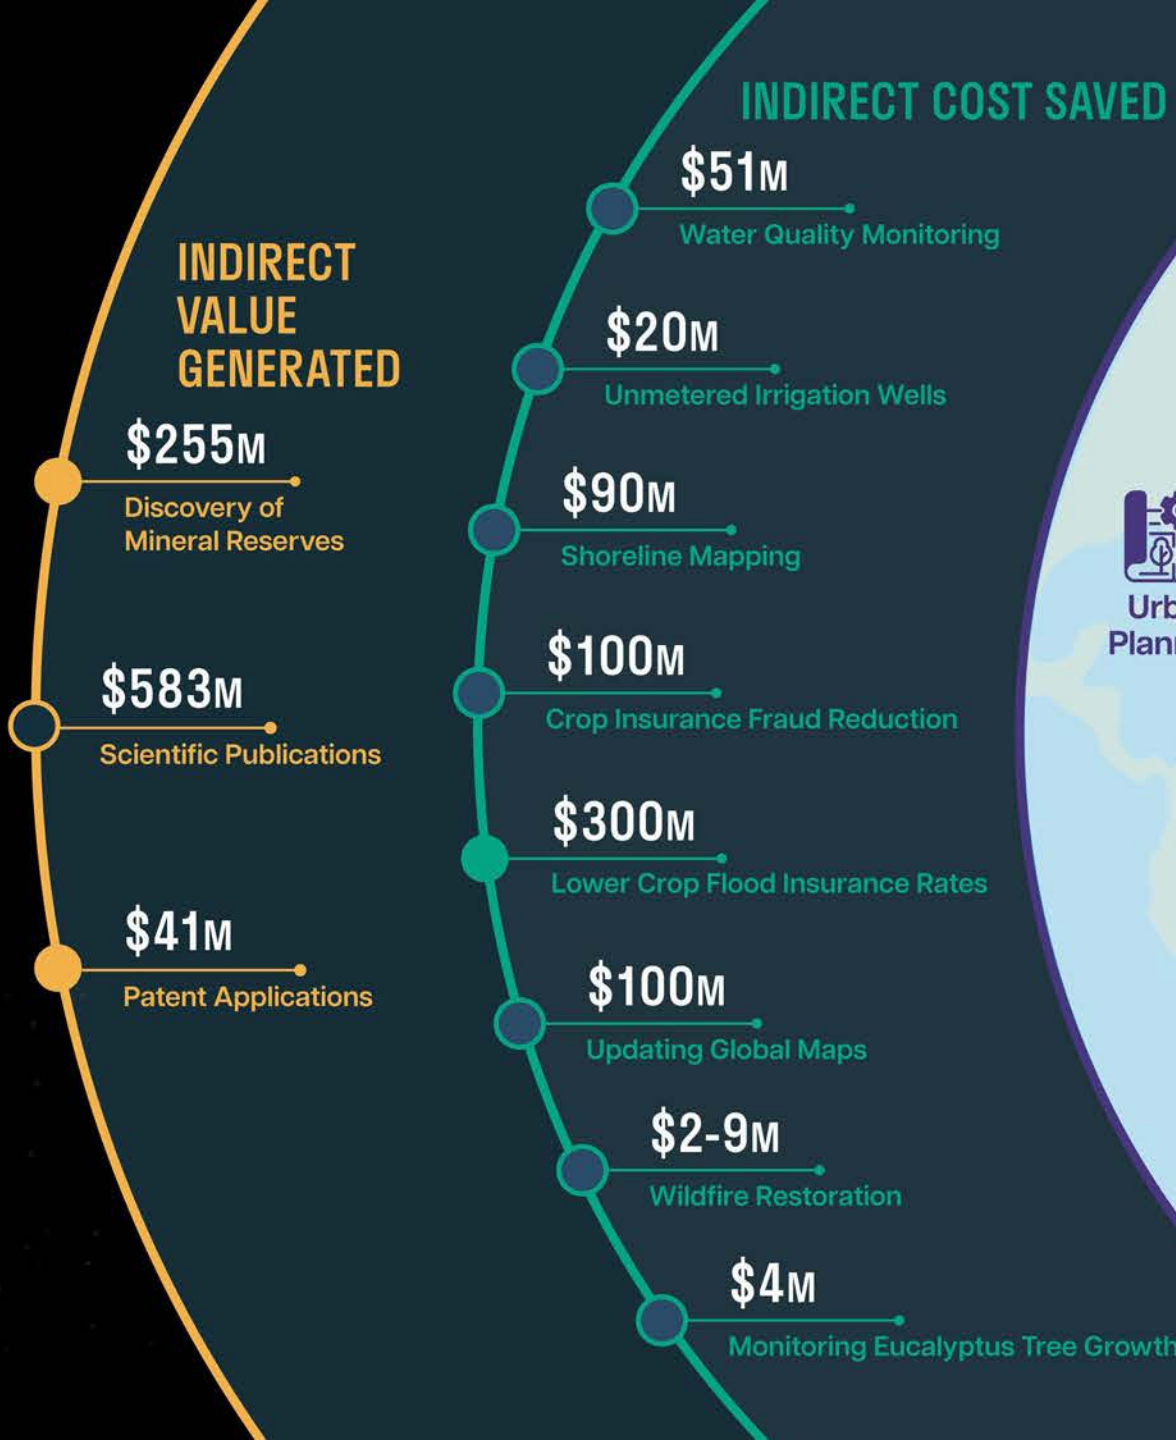 INDIRECT COST SAVED
$51M
Water Quality Monitoring
$20M
Unmetered Irrigation Wells
$90M
Shoreline Mapping
$100M
Crop Insurance Fraud Reduction
$300M
Lower Crop Flood Insurance Rates
$100M
Updating Global Maps
$2-9M
Wildfire Restoration
$4M
Monitoring Eucalyptus Tree Growth
INDIRECT
VALUE
GENERATED
$255M
Discovery of
Mineral Reserves
$583M
Scientific Publications
$41M
Patent Applications
Urb
Plan